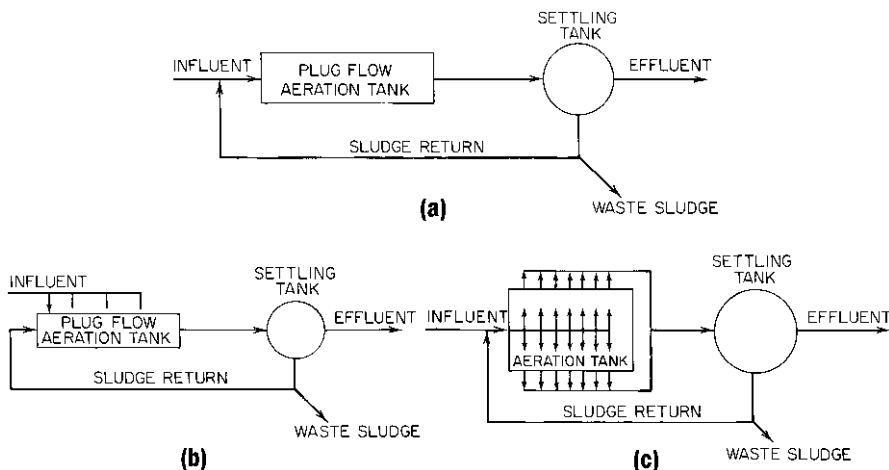 SETTLING
TANK
INFLUENT
PLUG FLOW
AERATION TANK
EFFLUENT
SLUDGE RETURN
WASTE SLUDGE
(a)
INFLUENT
PLUG FLOW
AERATION TANK
SETTLING
TANK
EFFLUENT
SLUDGE RETURN
WASTE SLUDGE
(b)
SETTLING
TANK
INFLUENT
AERATION TANK
EFFLUENT
SLUDGE RETURN
WASTE SLUDGE
(c)